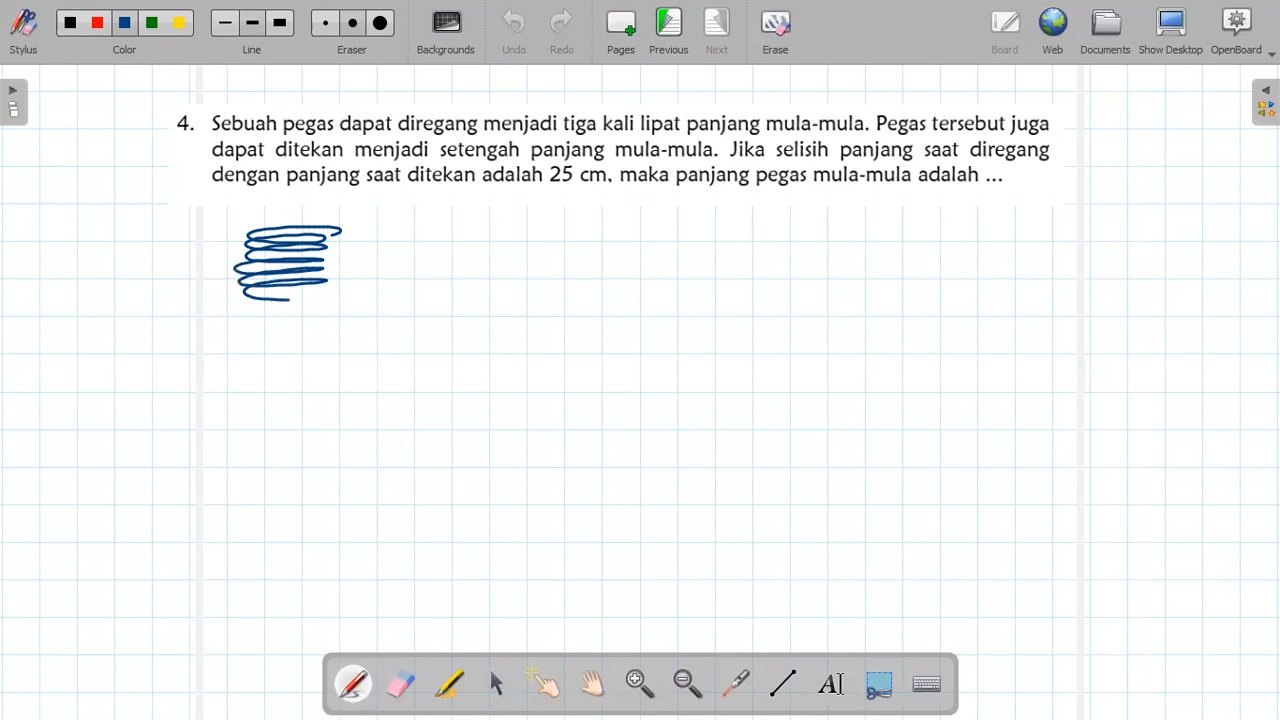 Stylus
Color
Line
Eraser
Backgrounds
Undo
Redo
Pages
Previous
Next
Erase
Board
Web
Documents
Show Desktop
OpenBoard
4. Sebuah pegas dapat diregang menjadi tiga kali lipat panjang mula-mula. Pegas tersebut juga
dapat ditekan menjadi setengah panjang mula-mula. Jika selisih panjang saat diregang
dengan panjang saat ditekan adalah 25 cm, maka panjang pegas mula-mula adalah ...
AI